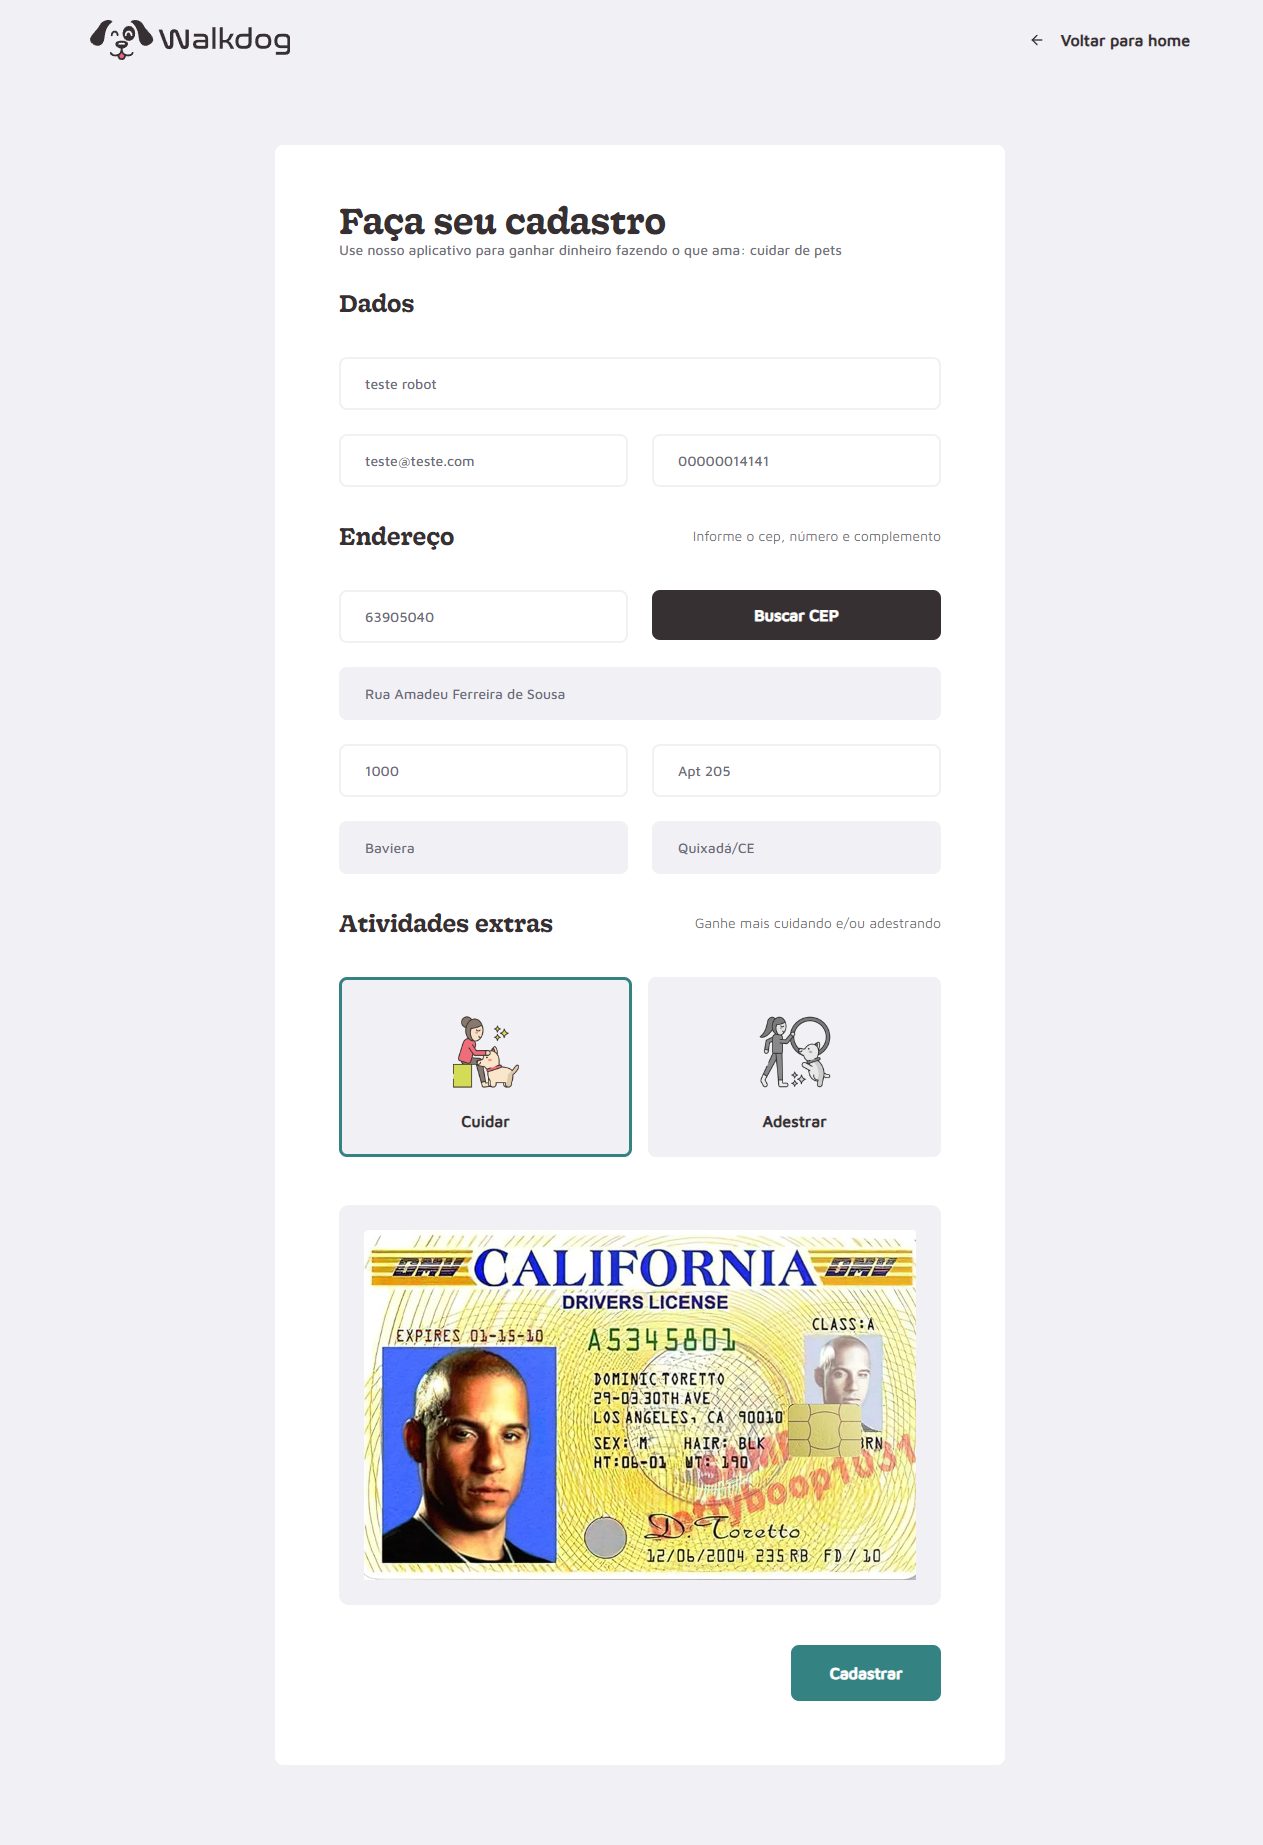 Walkdog
Voltar para home
Faça seu cadastro
Use nosso aplicativo para ganhar dinheiro fazendo o que ama: cuidar de pets
Dados
teste robot
teste@teste.com
00000014141
Endereço
Informe o cep, número e complemento
63905040
Buscar CEP
Rua Amadeu Ferreira de Sousa
1000
Apt 205
Baviera
Quixadá/CE
Atividades extras
Ganhe mais cuidando e/ou adestrando
Cuidar
Adestrar
DMV CALIFORNIA DMV
DRIVERS LICENSE
CLASS:A
EXPIRES 01-15-10
A5345801
DOMINIC TORETTO
29-03.30TH AVE
LOS ANGELES, CA 90010
SEX: M HAIR: BLK BRN
HT:06-01 WT: 190
D. Toretto
12/06/2004 235 RB FD / 10
Cadastrar